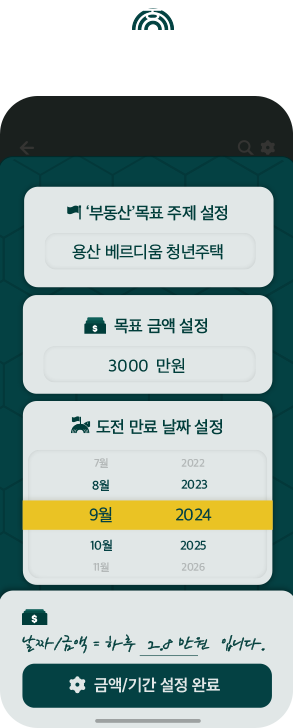 '부동산'목표 주제 설정
용산 베르디움 청년주택
$ 목표 금액 설정
3000 만원
도전 만료 날짜 설정
7월 2022
8월 2023
9월 2024
10월 2025
11월 2026
$
날짜/금액 = 하루 2.8 만원 입니다.
금액/기간 설정 완료